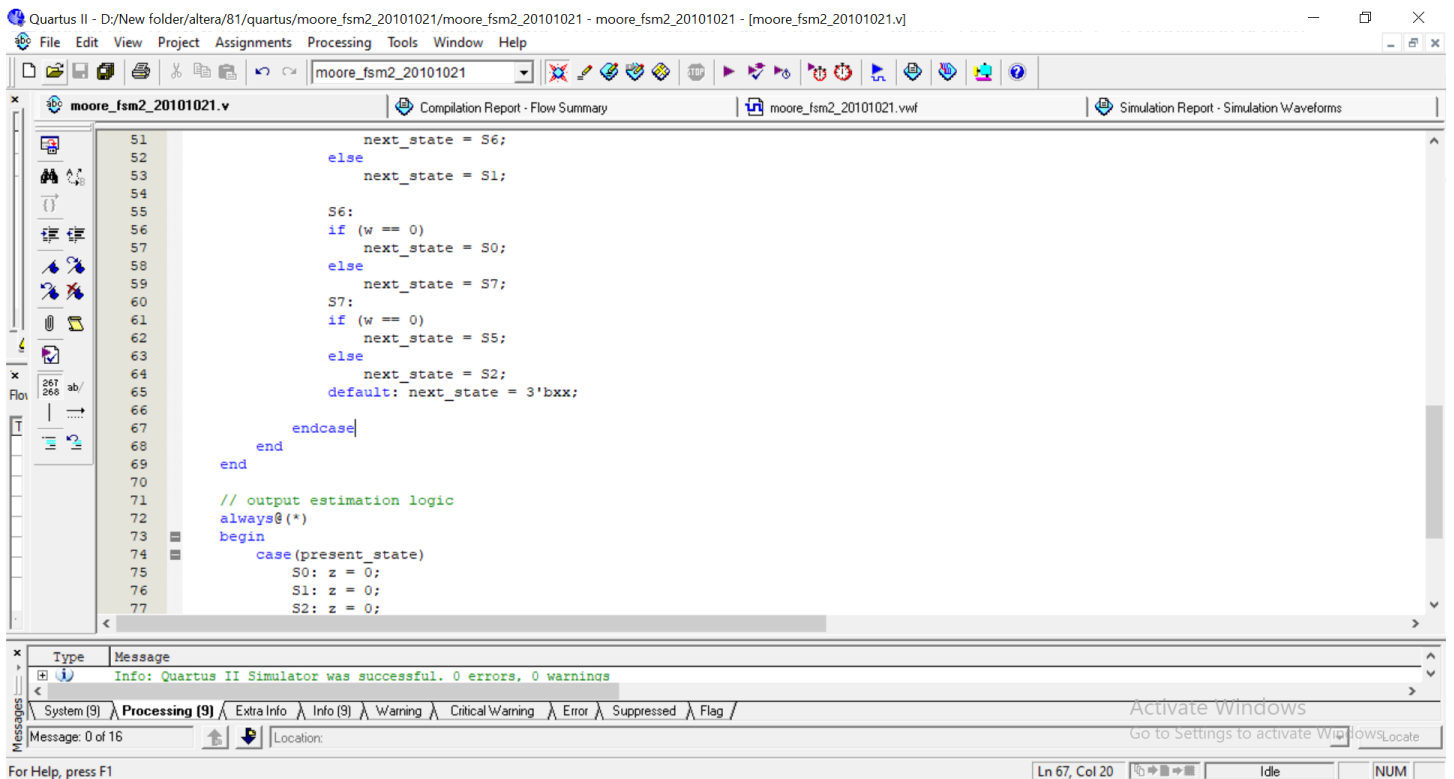 Quartus II - D:/New folder/altera/81/quartus/moore_fsm2_20101021/moore_fsm2_20101021 - moore_fsm2_20101021 - [moore_fsm2_20101021.v]
File Edit View Project Assignments Processing Tools Window Help
moore_fsm2_20101021
moore_fsm2_20101021.v Compilation Report - Flow Summary moore_fsm2_20101021.vwf Simulation Report - Simulation Waveforms
51 next_state = S6;
52 else
53 next_state = S1;
54
55 S6:
56 if (w == 0)
57 next_state = S0;
58 else
59 next_state = S7;
60 S7:
61 if (w == 0)
62 next_state = S5;
63 else
64 next_state = S2;
65 default: next_state = 3'bxx;
66
67 endcase
68 end
69 end
70
71 // output estimation logic
72 always@(*)
73 begin
74 case(present_state)
75 S0: z = 0;
76 S1: z = 0;
77 S2: z = 0;
267
268 ab/
Type Message
Info: Quartus II Simulator was successful. 0 errors, 0 warnings
System (9) Processing (9) Extra Info Info (9) Warning Critical Warning Error Suppressed Flag
Messages
Message: 0 of 16 Location: Locate
Activate Windows
Go to Settings to activate Windows.
For Help, press F1 Ln 67, Col 20 Idle NUM